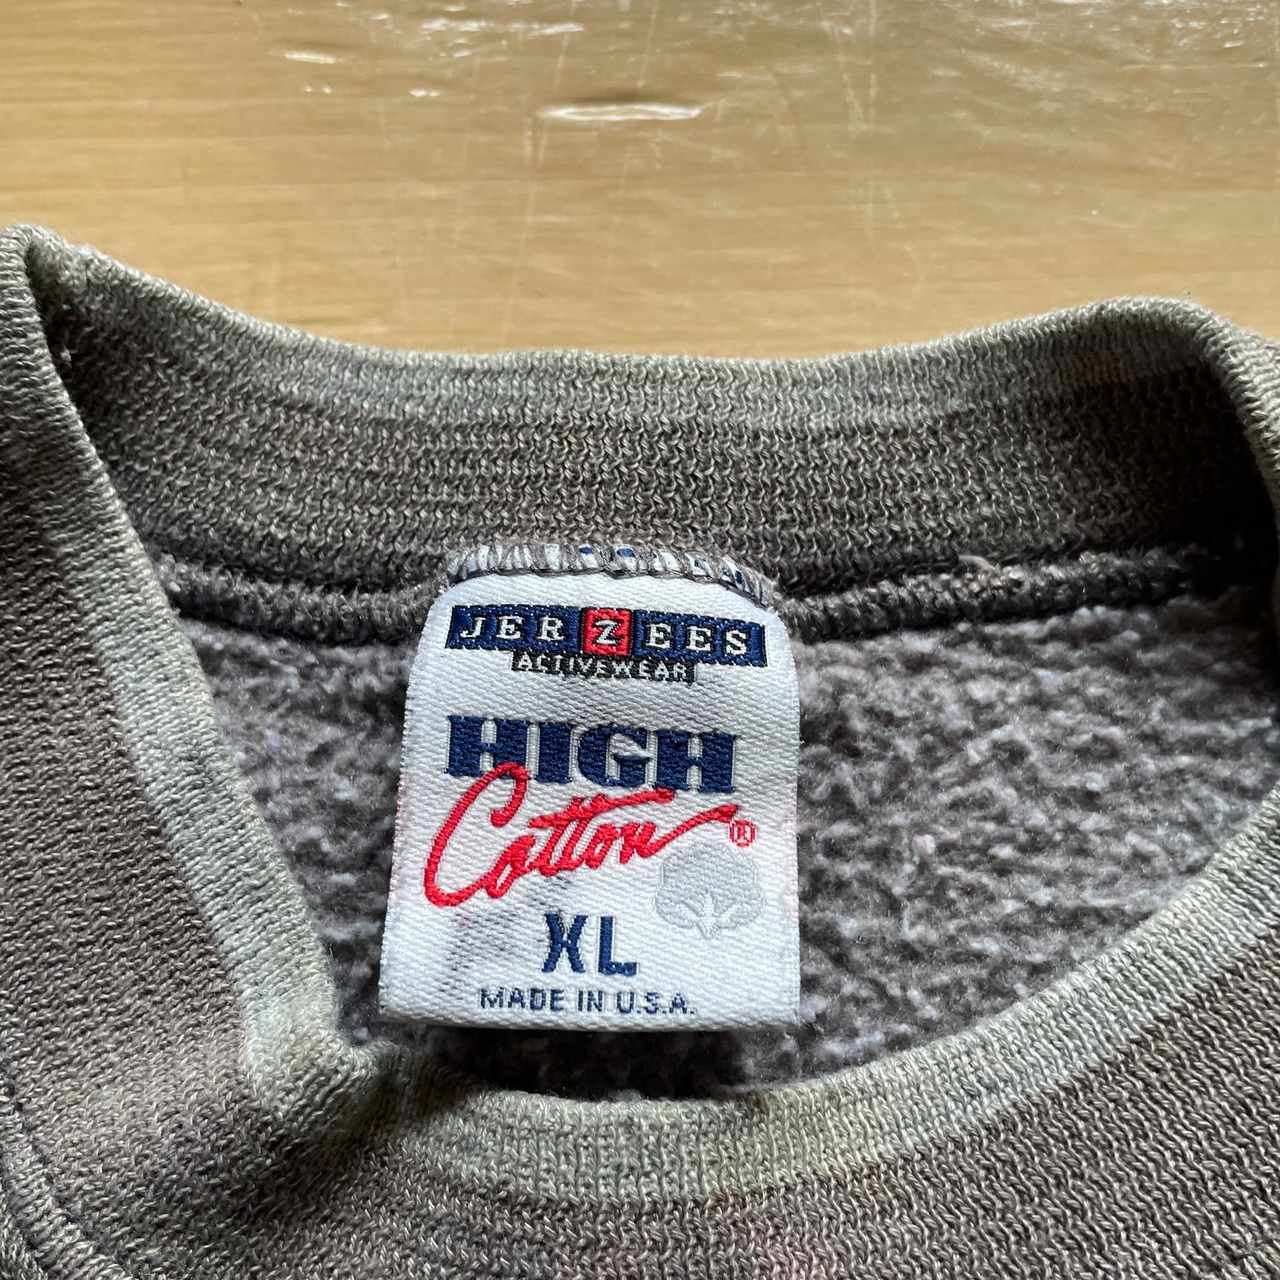 JERZEES
ACTIVEWEAR
HIGH
Cotton®
XL
MADE IN U.S.A.